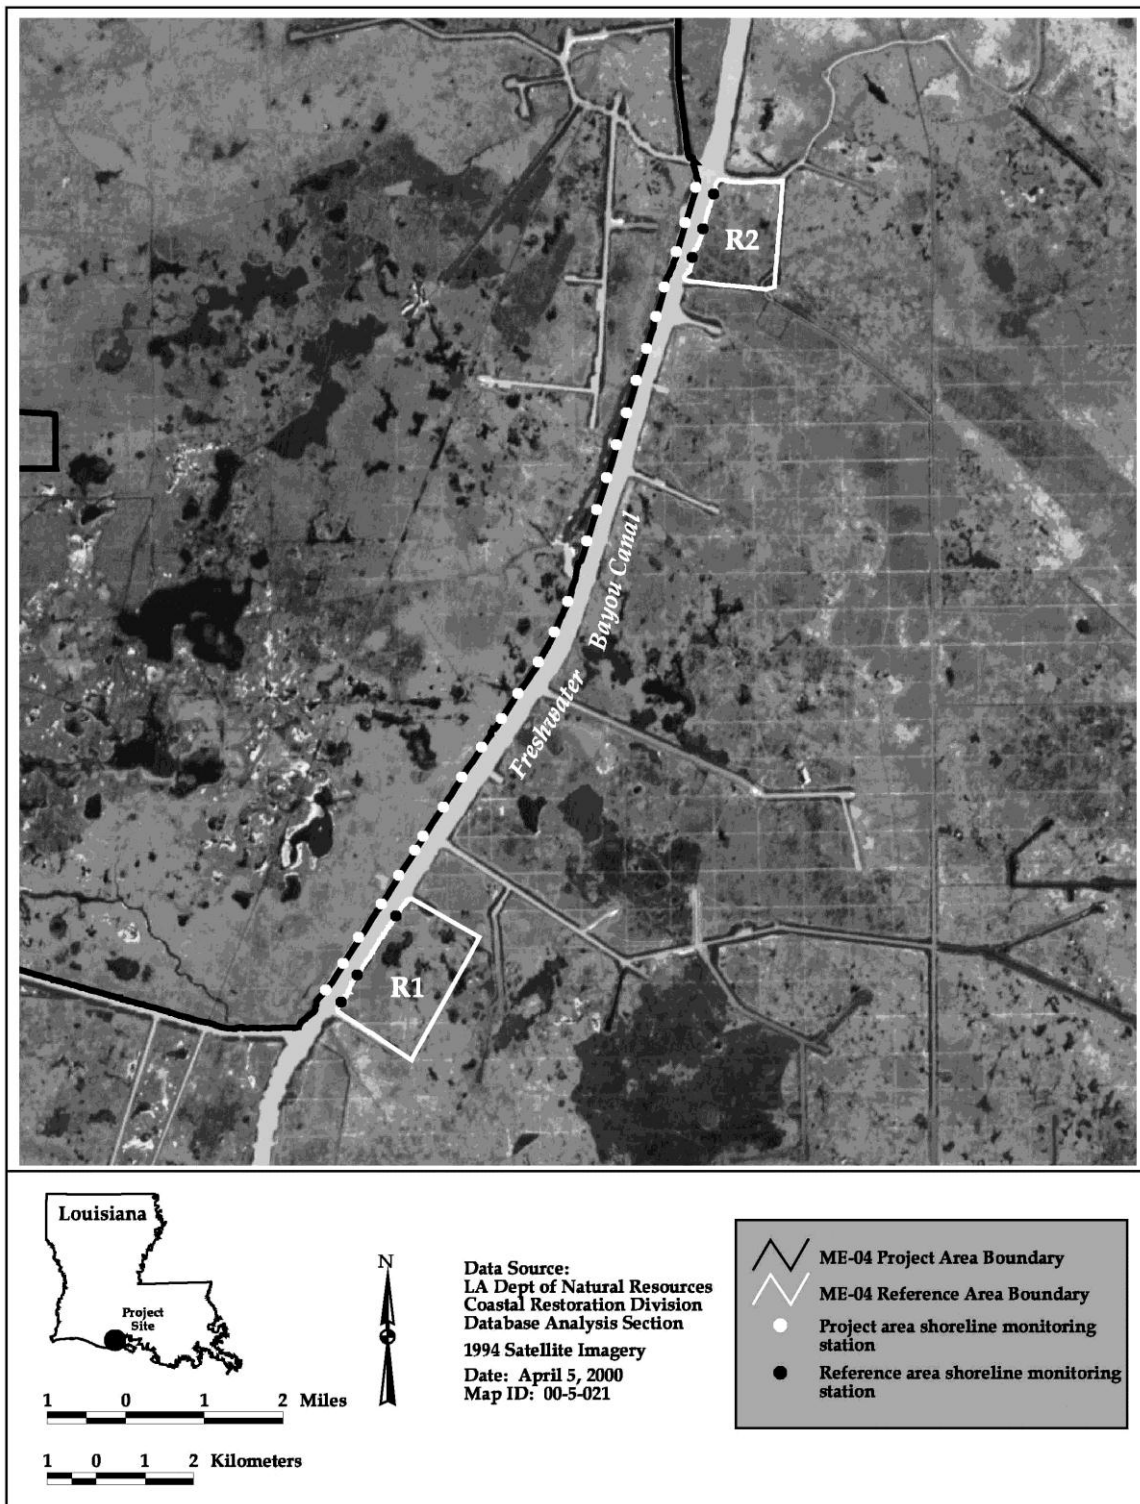 R2
Freshwater Bayou Canal
R1
Louisiana
Project
Site
1 0 1 2 Miles
1 0 1 2 Kilometers
N
Data Source:
LA Dept of Natural Resources
Coastal Restoration Division
Database Analysis Section
1994 Satellite Imagery
Date: April 5, 2000
Map ID: 00-5-021
ME-04 Project Area Boundary
ME-04 Reference Area Boundary
Project area shoreline monitoring
station
Reference area shoreline monitoring
station